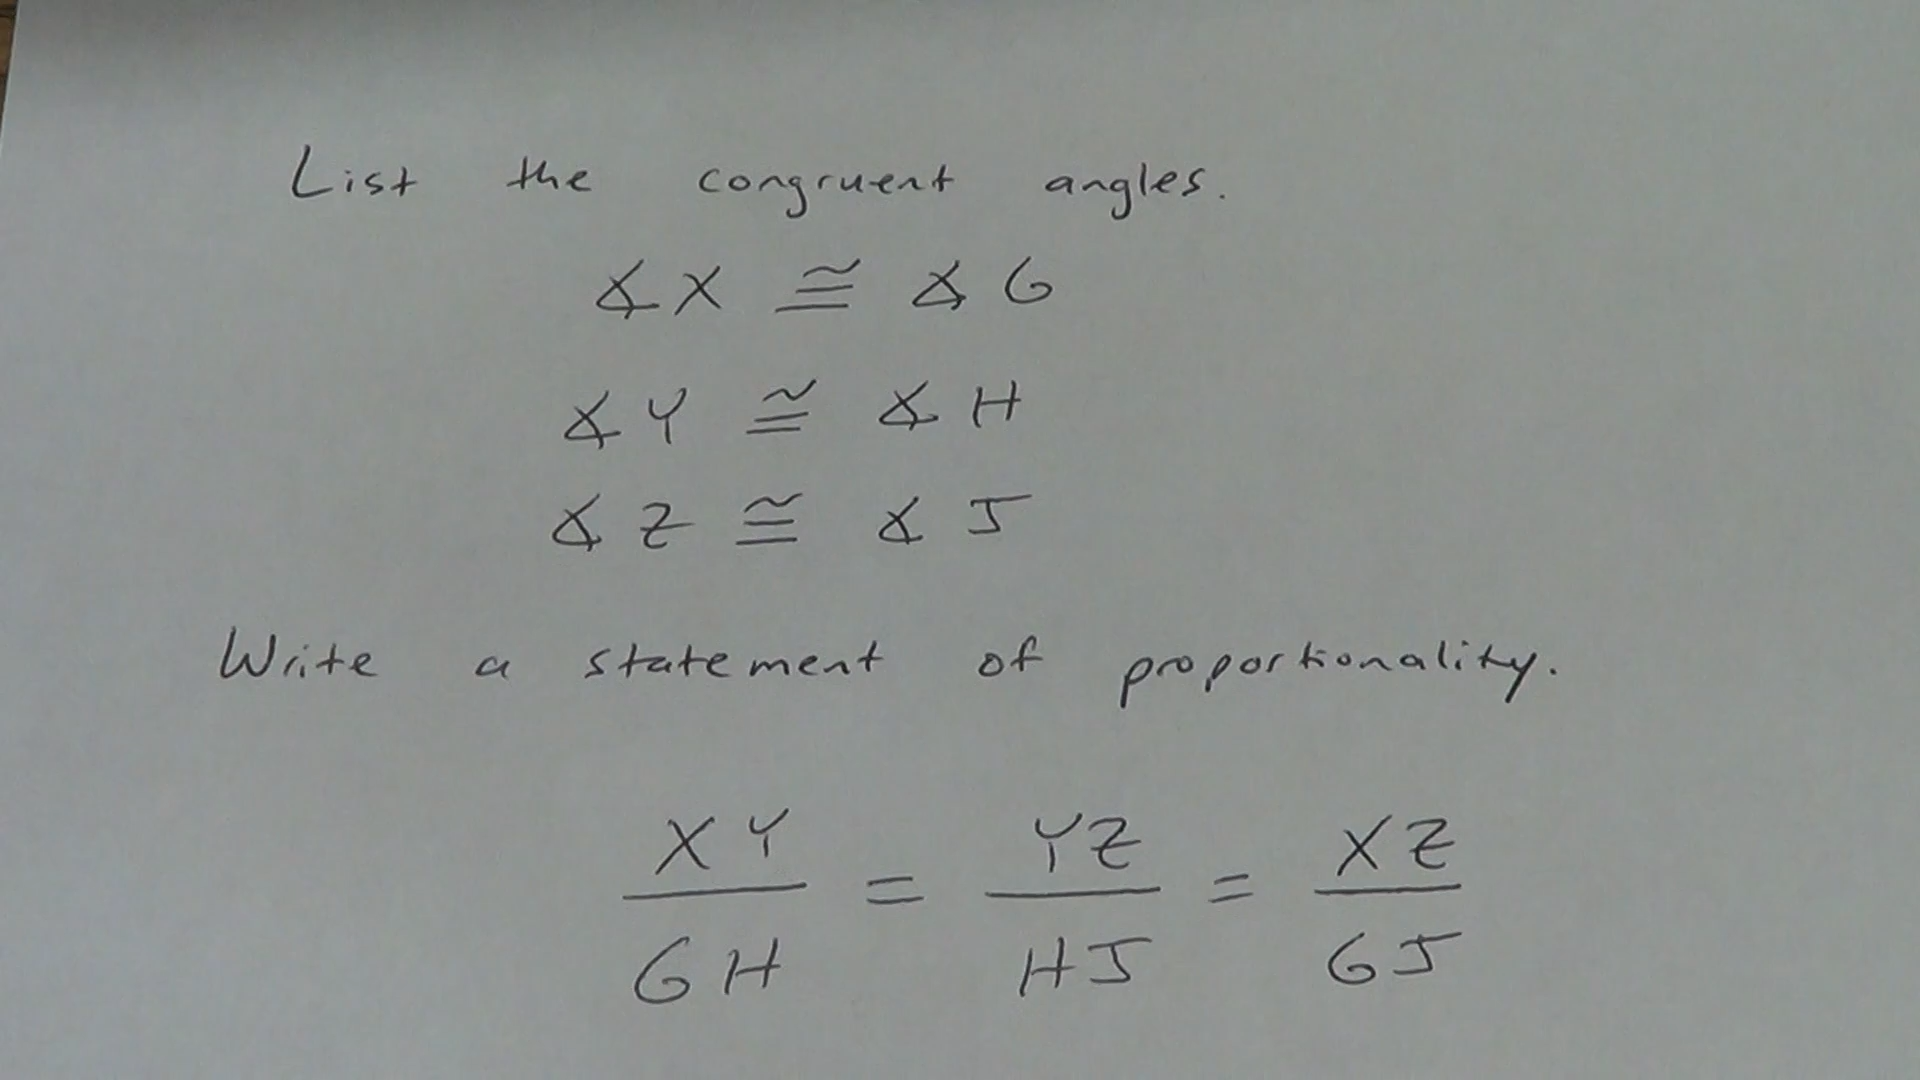 List the congruent angles.
∡X ≅ ∡G
∡Y ≅ ∡H
∡Z ≅ ∡J
Write a statement of proportionality.
XY/GH = YZ/HJ = XZ/GJ